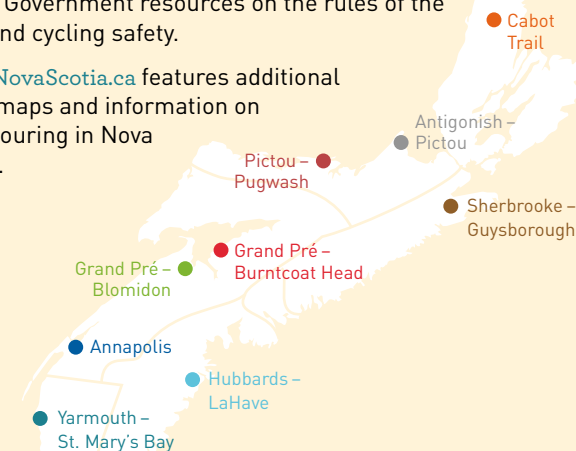 Government resources on the rules of the
nd cycling safety.
NovaScotia.ca features additional
maps and information on
ouring in Nova
.
Cabot
Trail
Antigonish –
Pictou
Pictou –
Pugwash
Sherbrooke –
Guysborough
Grand Pré –
Burntcoat Head
Grand Pré –
Blomidon
Annapolis
Hubbards –
LaHave
Yarmouth –
St. Mary's Bay